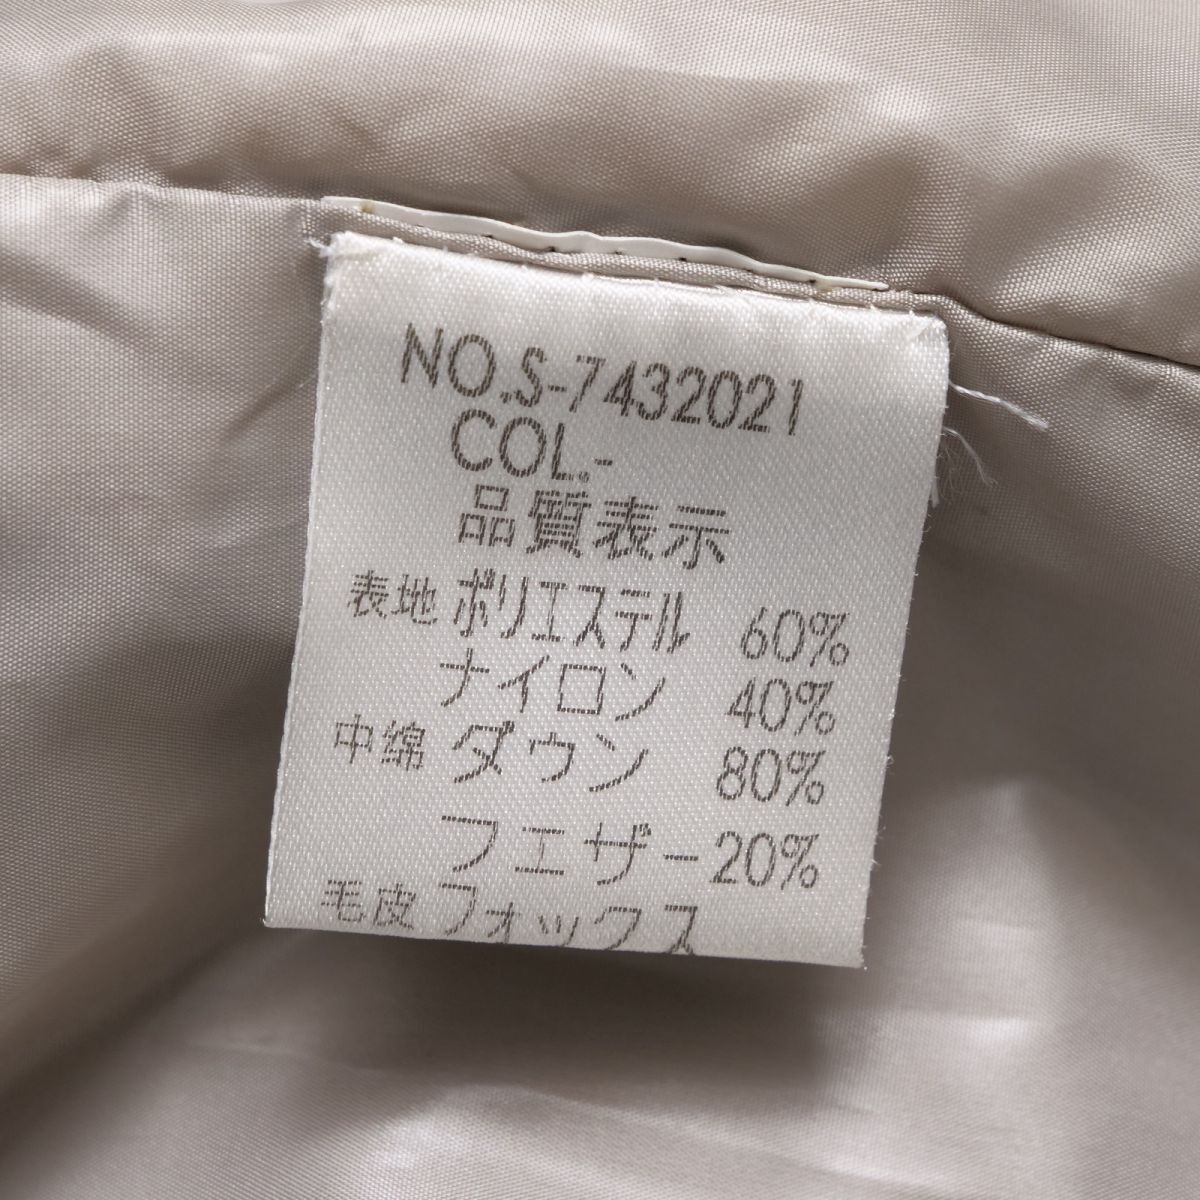 NO.S-7432021
COL.-
品質表示
表地 ポリエステル 60%
ナイロン 40%
中綿 ダウン 80%
フェザー 20%
毛皮 フォックス